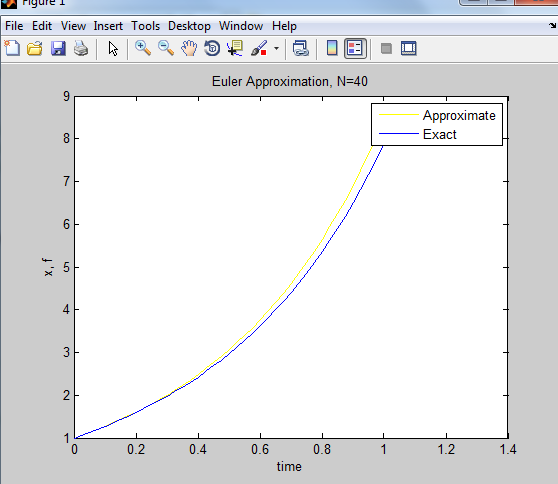 Figure 1
File Edit View Insert Tools Desktop Window Help
Euler Approximation, N=40
9
8
7
6
5
4
3
2
1
x, f
Approximate
Exact
0 0.2 0.4 0.6 0.8 1 1.2 1.4
time